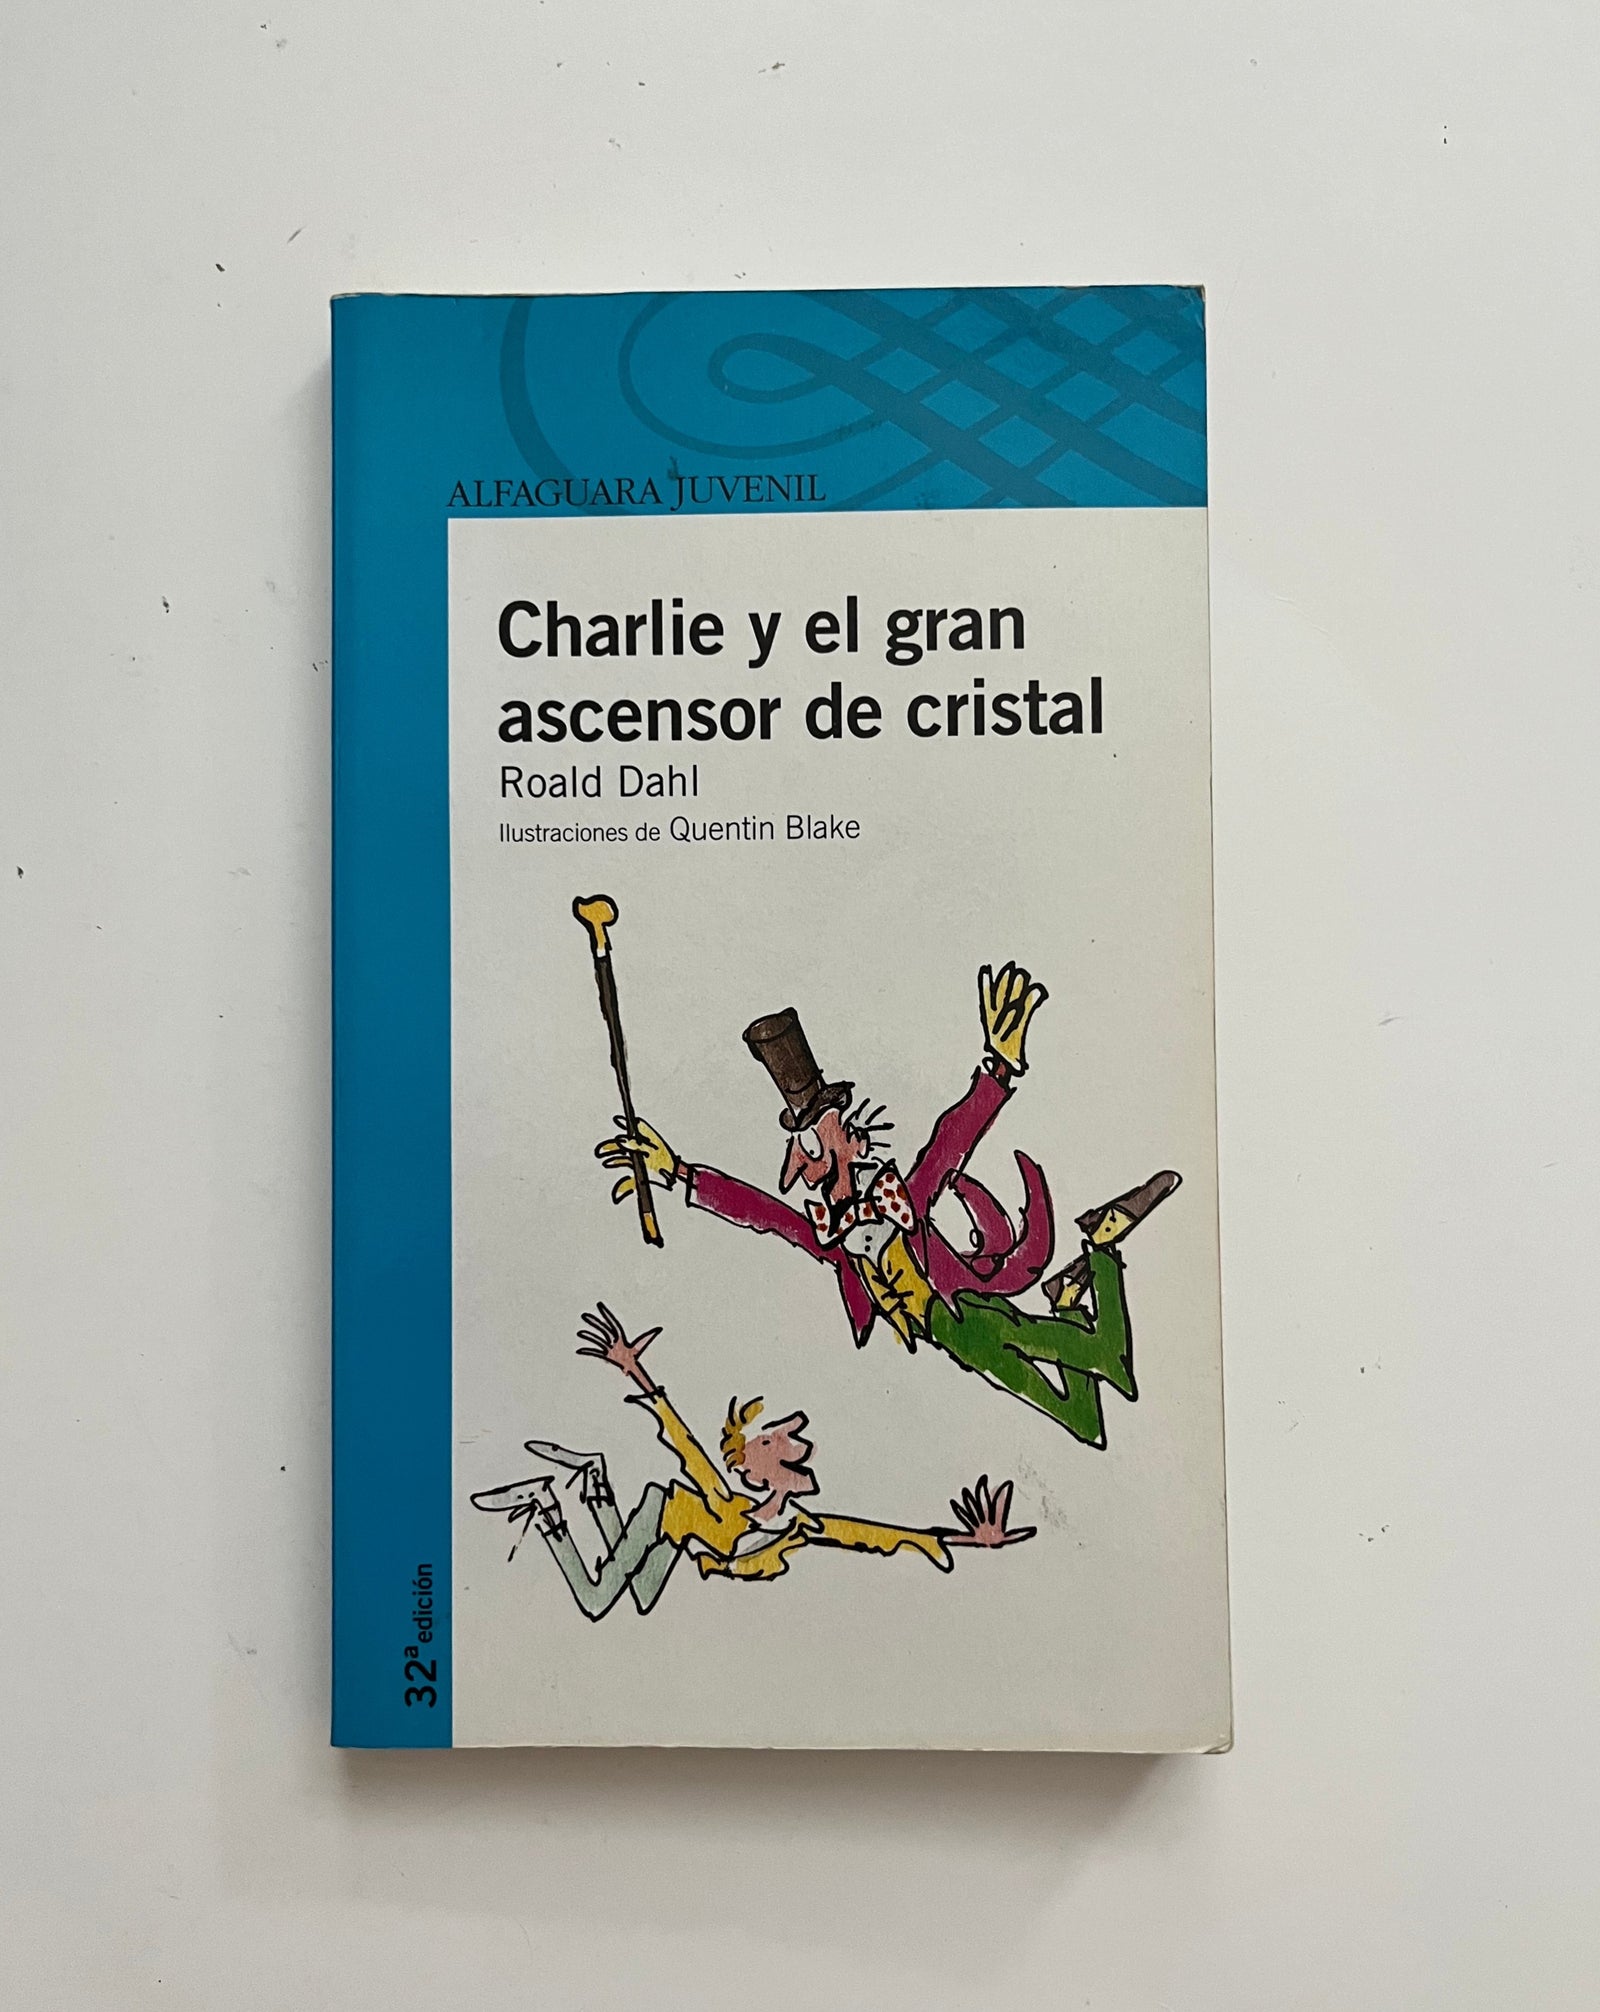 ALFAGUARA JUVENIL
Charlie y el gran
ascensor de cristal
Roald Dahl
Ilustraciones de Quentin Blake
32ª edición